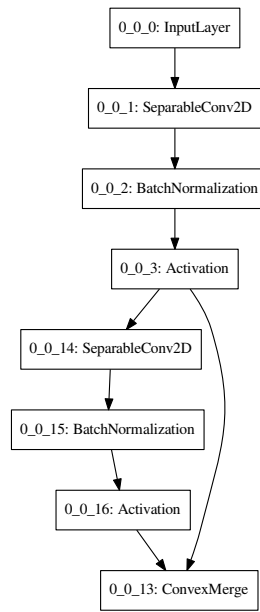 0_0_0: InputLayer
0_0_1: SeparableConv2D
0_0_2: BatchNormalization
0_0_3: Activation
0_0_14: SeparableConv2D
0_0_15: BatchNormalization
0_0_16: Activation
0_0_13: ConvexMerge